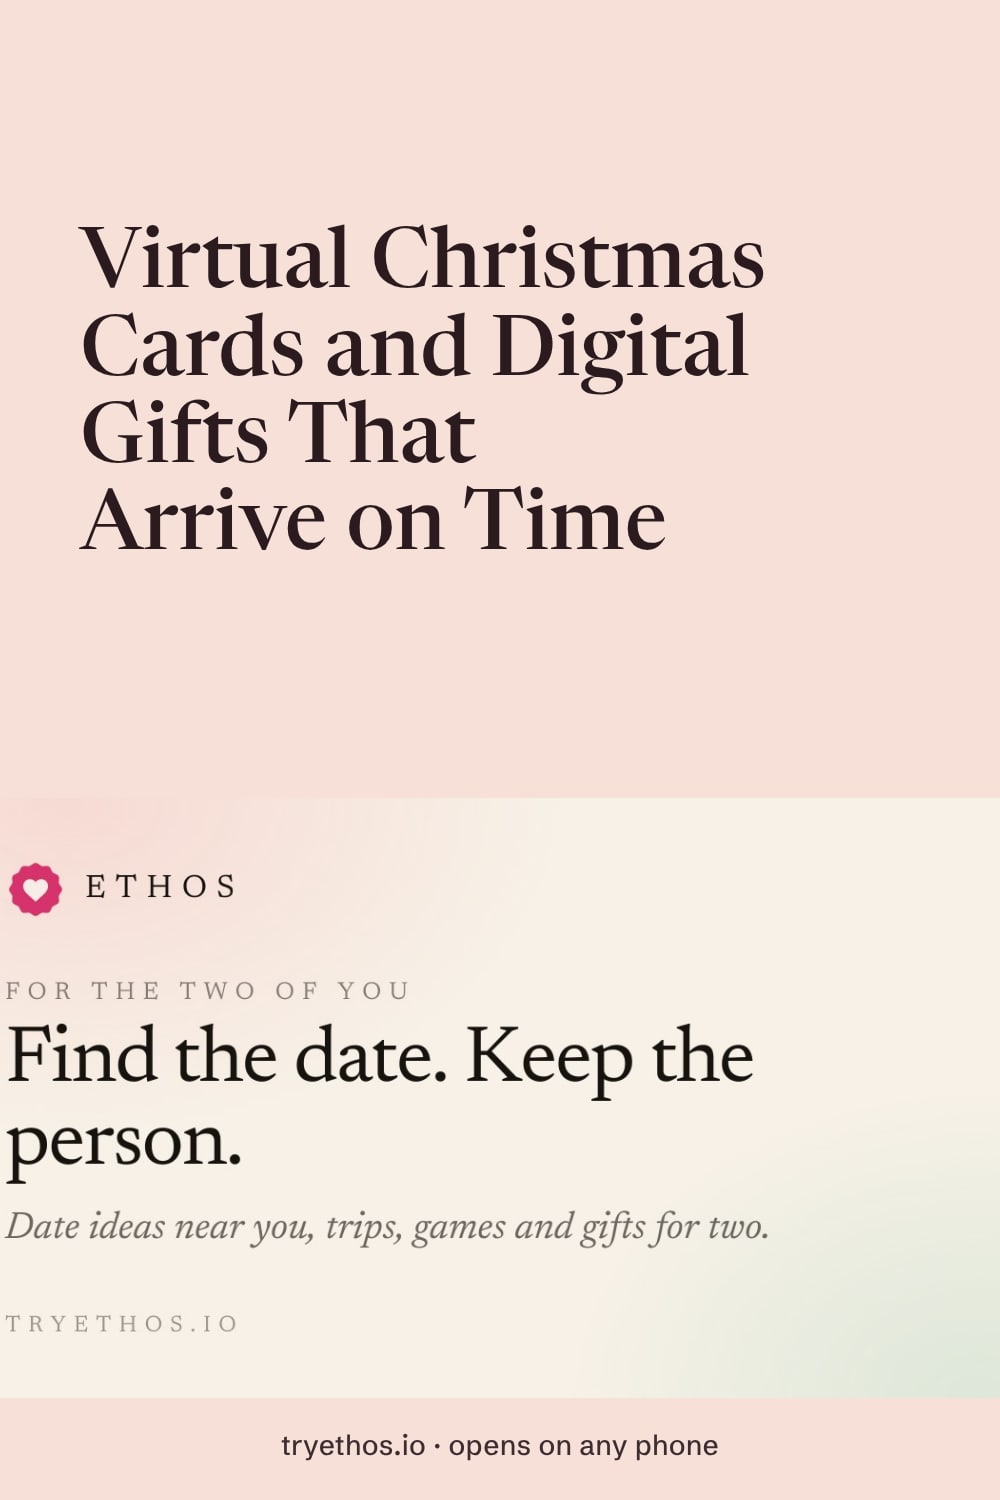 Virtual Christmas
Cards and Digital
Gifts That
Arrive on Time
ETHOS
FOR THE TWO OF YOU
Find the date. Keep the
person.
Date ideas near you, trips, games and gifts for two.
TRYETHOS.IO
tryethos.io · opens on any phone